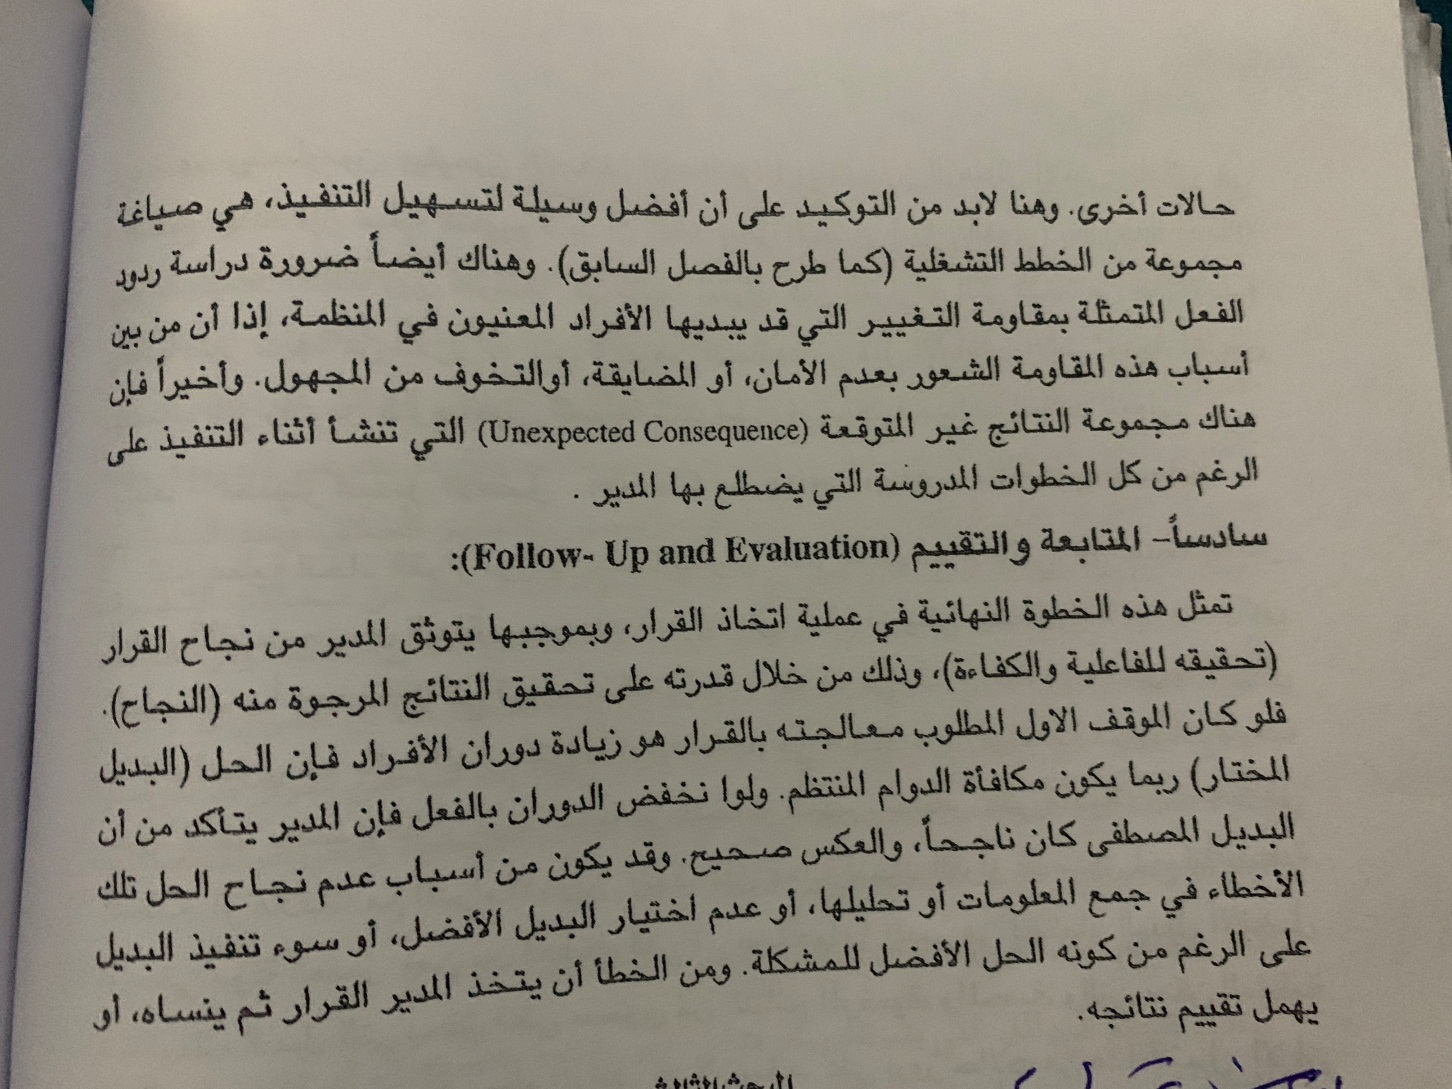 حالات أخرى. وهنا لابد من التوكيد على أن أفضل وسيلة لتسهيل التنفيذ، هي صياغة
مجموعة من الخطط التشغلية (كما طرح بالفصل السابق). وهناك أيضاً ضرورة دراسة ردود
الفعل المتمثلة بمقاومة التغيير التي قد يبديها الأفراد المعنيون في المنظمة، إذا أن من بين
أسباب هذه المقاومة الشعور بعدم الأمان، أو المضايقة، أوالتخوف من المجهول. وأخيراً فإن
هناك مجموعة النتائج غير المتوقعة (Unexpected Consequence) التي تنشأ أثناء التنفيذ على
الرغم من كل الخطوات المدروسة التي يضطلع بها المدير .
سادساً– المتابعة والتقييم (Follow- Up and Evaluation):
تمثل هذه الخطوة النهائية في عملية اتخاذ القرار، وبموجبها يتوثق المدير من نجاح القرار
(تحقيقه للفاعلية والكفاءة)، وذلك من خلال قدرته على تحقيق النتائج المرجوة منه (النجاح).
فلو كان الموقف الاول المطلوب معالجته بالقرار هو زيادة دوران الأفراد فإن الحل (البديل
المختار) ربما يكون مكافأة الدوام المنتظم. ولوا نخفض الدوران بالفعل فإن المدير يتأكد من أن
البديل المصطفى كان ناجحاً، والعكس صحيح. وقد يكون من أسباب عدم نجاح الحل تلك
الأخطاء في جمع المعلومات أو تحليلها، أو عدم اختيار البديل الأفضل، أو سوء تنفيذ البديل
على الرغم من كونه الحل الأفضل للمشكلة. ومن الخطأ أن يتخذ المدير القرار ثم ينساه، أو
يهمل تقييم نتائجه.
المبحث الثالث